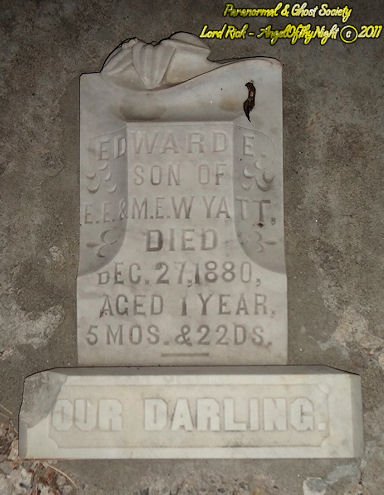 Paranormal & Ghost Society
Lord Rick - AngelOfThyNight © 2011
EDWARD E.
SON OF
E.E.& M.E.WYATT.
DIED
DEC. 27, 1880,
AGED 1 YEAR.
5 MOS. & 22 DS.
OUR DARLING.